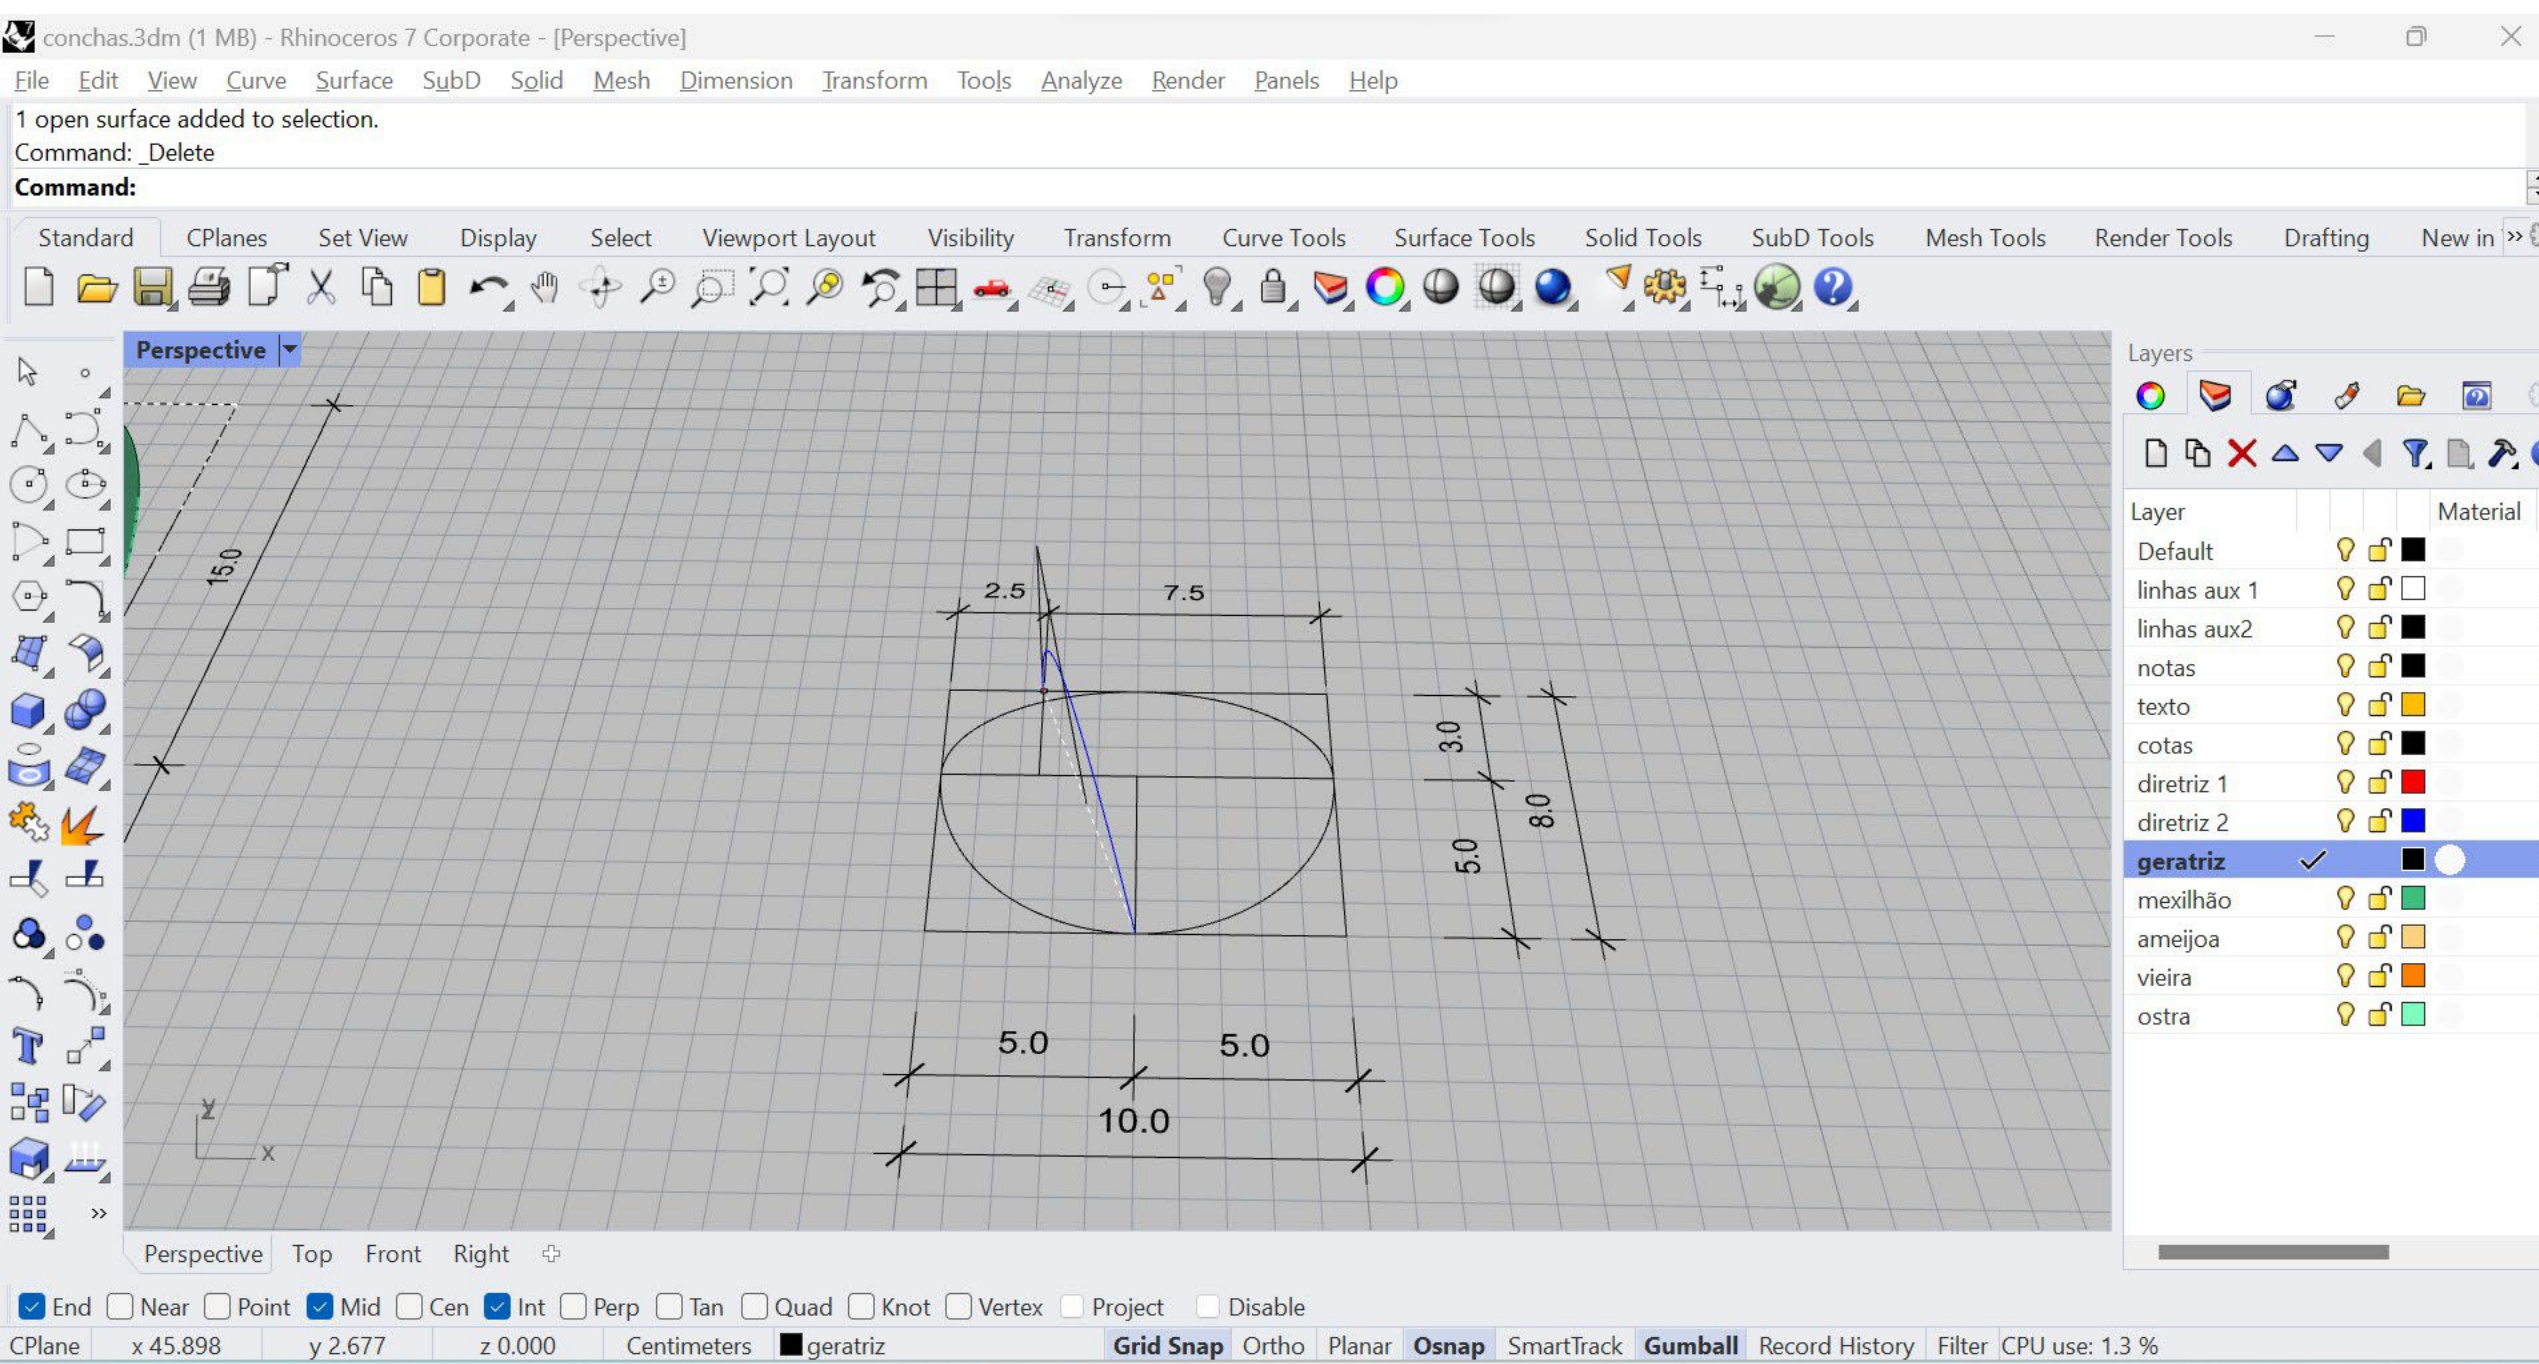 conchas.3dm (1 MB) - Rhinoceros 7 Corporate - [Perspective]
File Edit View Curve Surface SubD Solid Mesh Dimension Transform Tools Analyze Render Panels Help
1 open surface added to selection.
Command: _Delete
Command:
Standard CPlanes Set View Display Select Viewport Layout Visibility Transform Curve Tools Surface Tools Solid Tools SubD Tools Mesh Tools Render Tools Drafting New in »
Perspective
15.0
2.5 7.5
3.0
8.0
5.0
5.0 5.0
10.0
y
x
Layers
Layer Material
Default
linhas aux 1
linhas aux2
notas
texto
cotas
diretriz 1
diretriz 2
geratriz
mexilhão
ameijoa
vieira
ostra
»
Perspective Top Front Right
End Near Point Mid Cen Int Perp Tan Quad Knot Vertex Project Disable
CPlane x 45.898 y 2.677 z 0.000 Centimeters geratriz Grid Snap Ortho Planar Osnap SmartTrack Gumball Record History Filter CPU use: 1.3 %